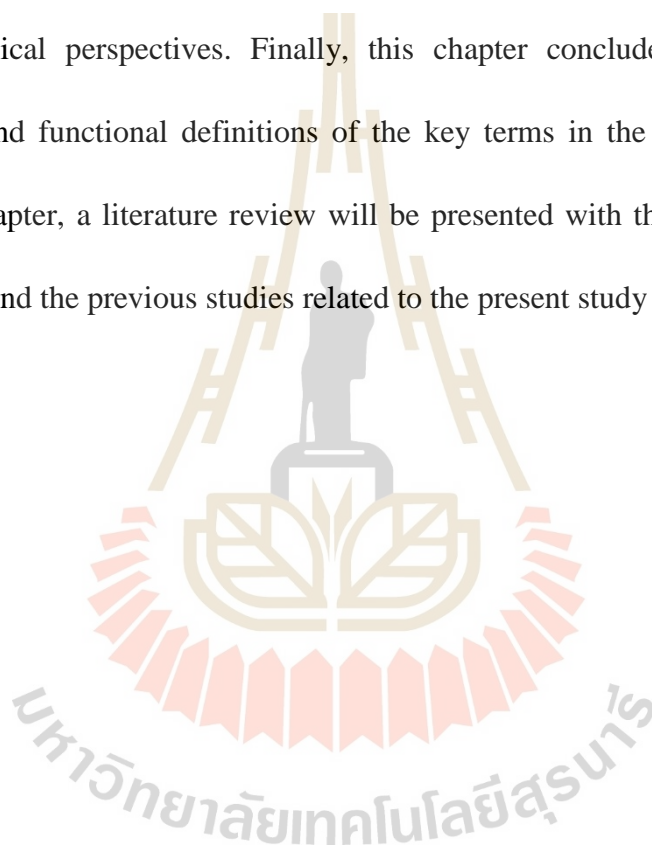 ical perspectives. Finally, this chapter conclude
nd functional definitions of the key terms in the
apter, a literature review will be presented with th
nd the previous studies related to the present study
มหาวิทยาลัยเทคโนโลยีสุรนารี